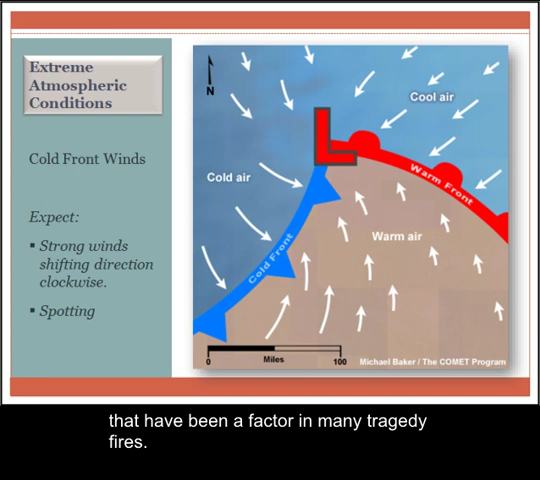 Extreme
Atmospheric
Conditions
Cold Front Winds
Expect:
▪ Strong winds
shifting direction
clockwise.
▪ Spotting
N
L
Cool air
Cold air
Warm Front
Warm air
Cold Front
0 Miles 100
Michael Baker / The COMET Program
that have been a factor in many tragedy
fires.